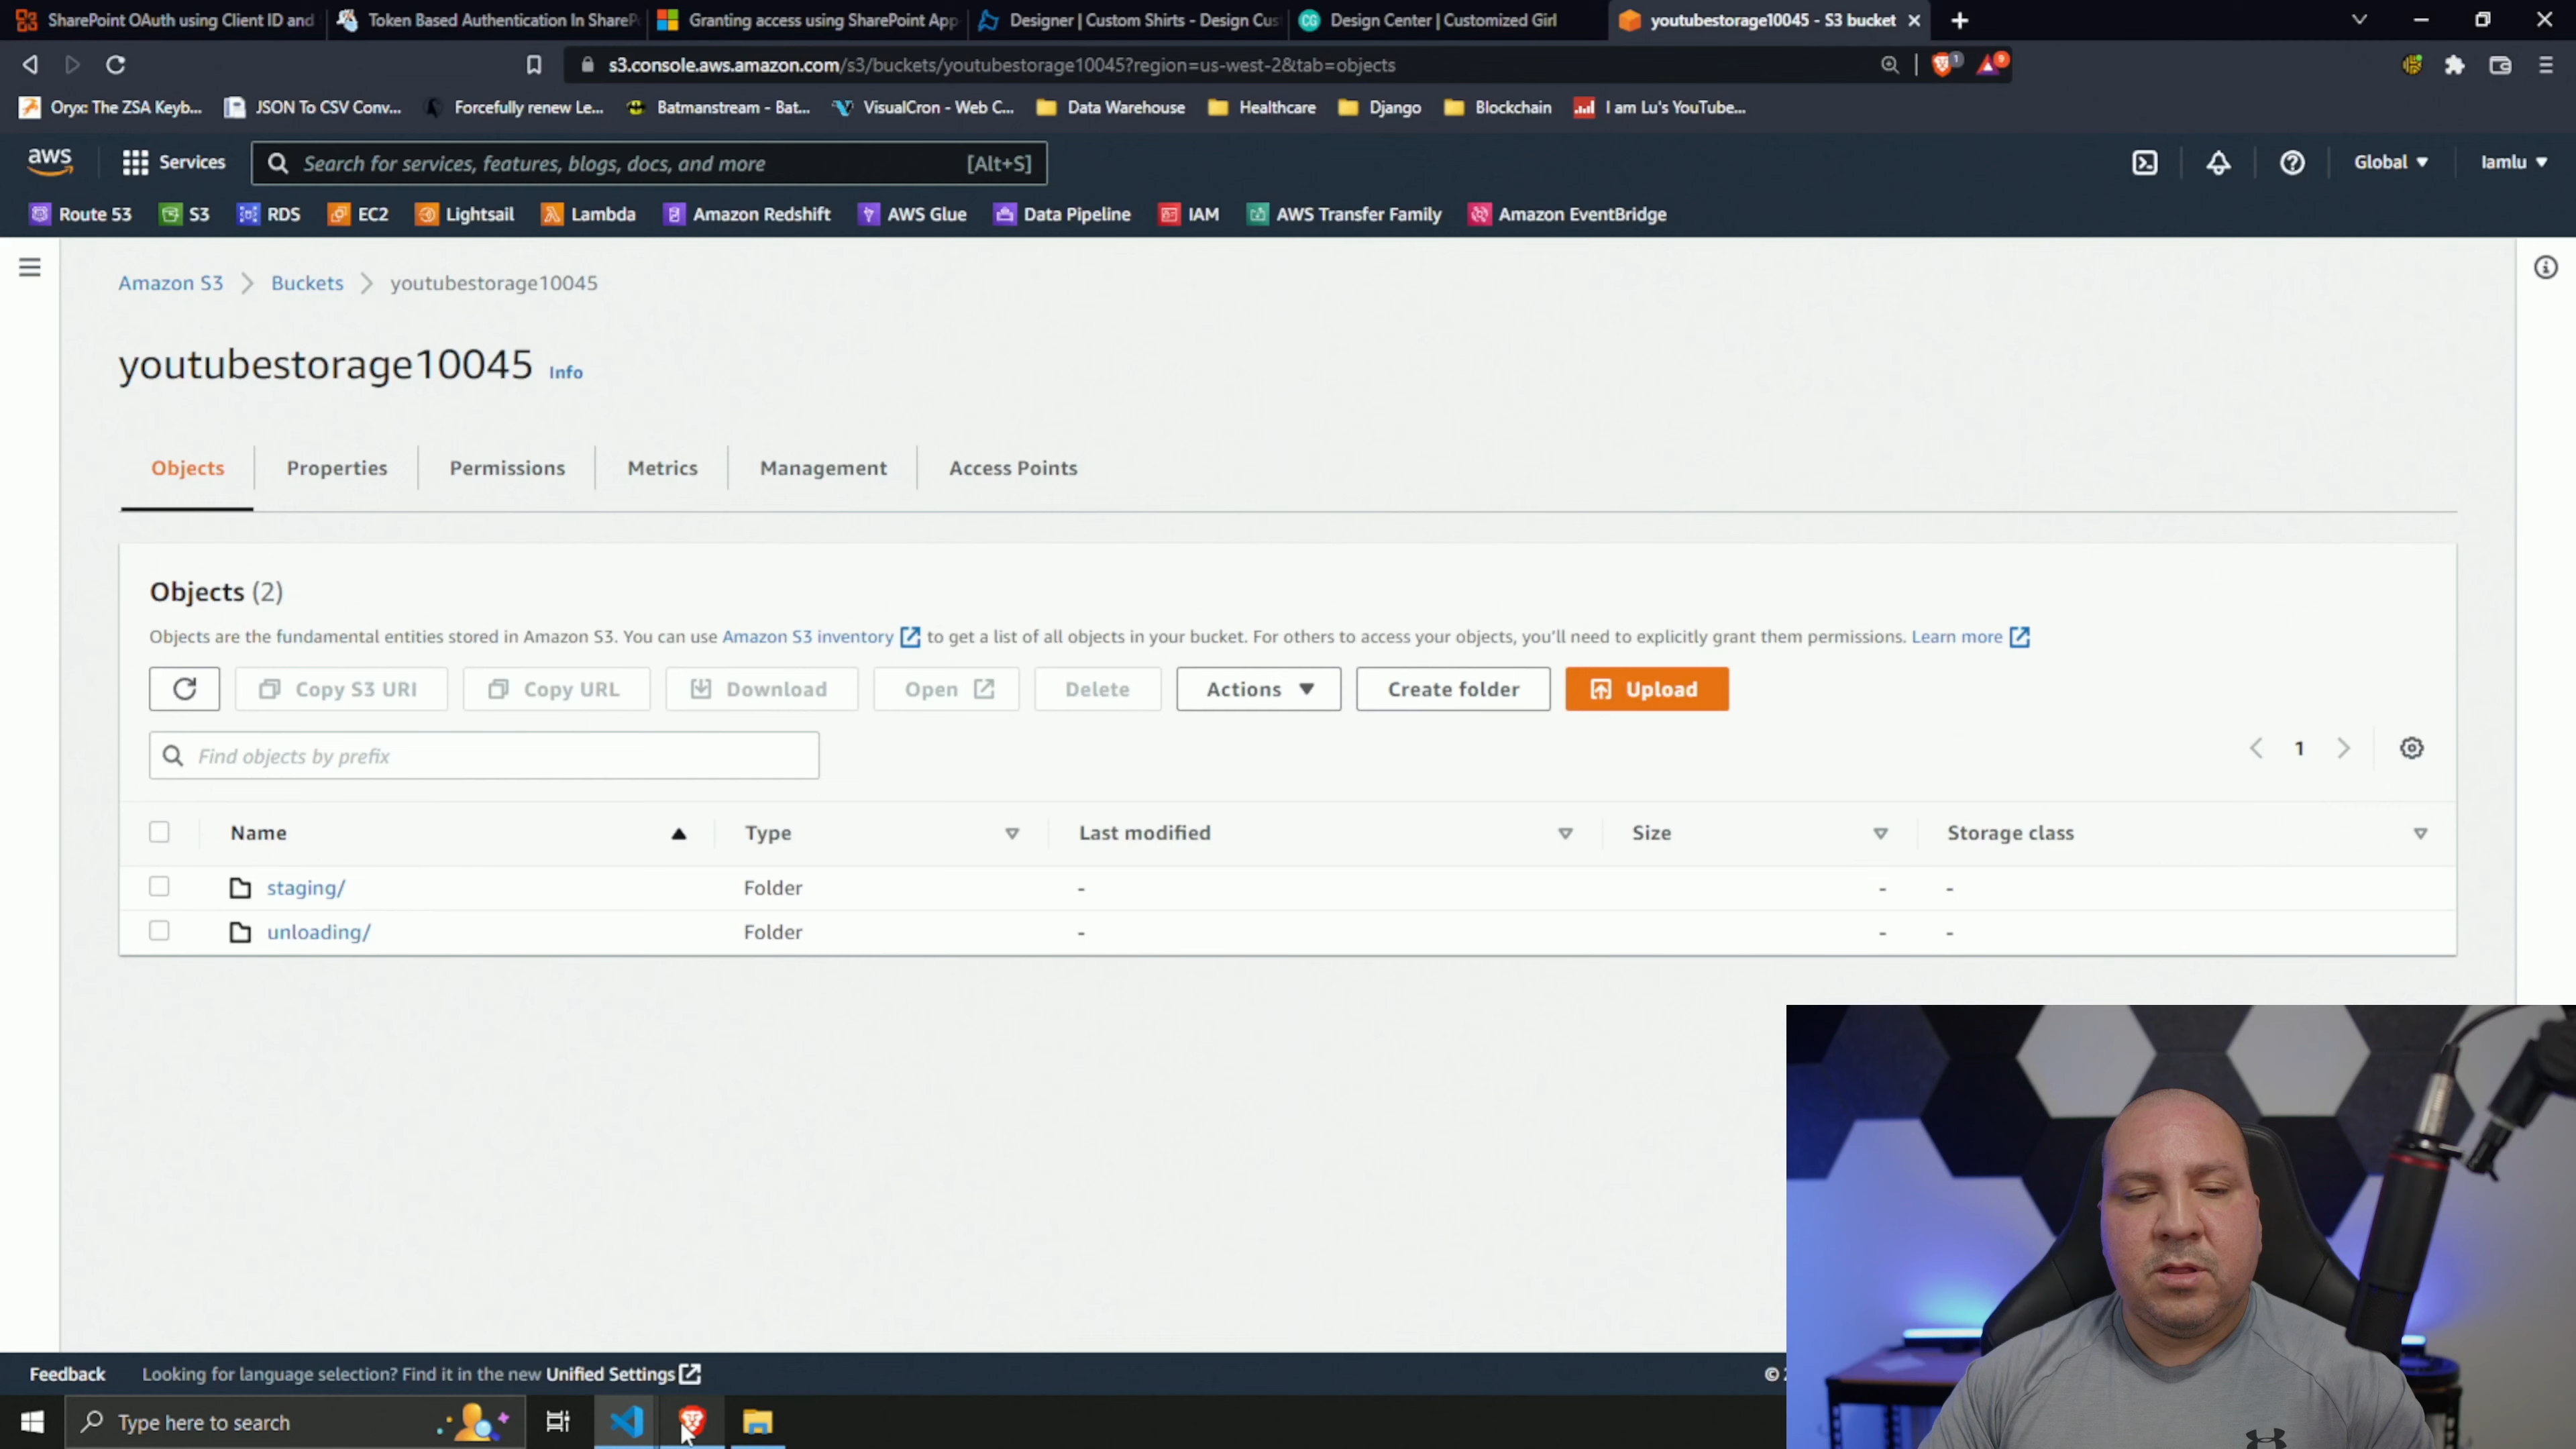 SharePoint OAuth using Client ID and
Token Based Authentication In ShareP
Granting access using SharePoint App
Designer | Custom Shirts - Design Cus
Design Center | Customized Girl
youtubestorage10045 - S3 bucket
s3.console.aws.amazon.com/s3/buckets/youtubestorage10045?region=us-west-2&tab=objects
Oryx: The ZSA Keyb...
JSON To CSV Conv...
Forcefully renew Le...
Batmanstream - Bat...
VisualCron - Web C...
Data Warehouse
Healthcare
Django
Blockchain
I am Lu's YouTube...
aws
Services
Search for services, features, blogs, docs, and more
[Alt+S]
Global
Iamlu
Route 53
S3
RDS
EC2
Lightsail
Lambda
Amazon Redshift
AWS Glue
Data Pipeline
IAM
AWS Transfer Family
Amazon EventBridge
Amazon S3 > Buckets > youtubestorage10045
youtubestorage10045 Info
Objects
Properties
Permissions
Metrics
Management
Access Points
Objects (2)
Objects are the fundamental entities stored in Amazon S3. You can use Amazon S3 inventory to get a list of all objects in your bucket. For others to access your objects, you'll need to explicitly grant them permissions. Learn more
Copy S3 URI
Copy URL
Download
Open
Delete
Actions
Create folder
Upload
Find objects by prefix
1
Name
Type
Last modified
Size
Storage class
staging/ Folder - - -
unloading/ Folder - - -
Feedback
Looking for language selection? Find it in the new Unified Settings
©
Type here to search